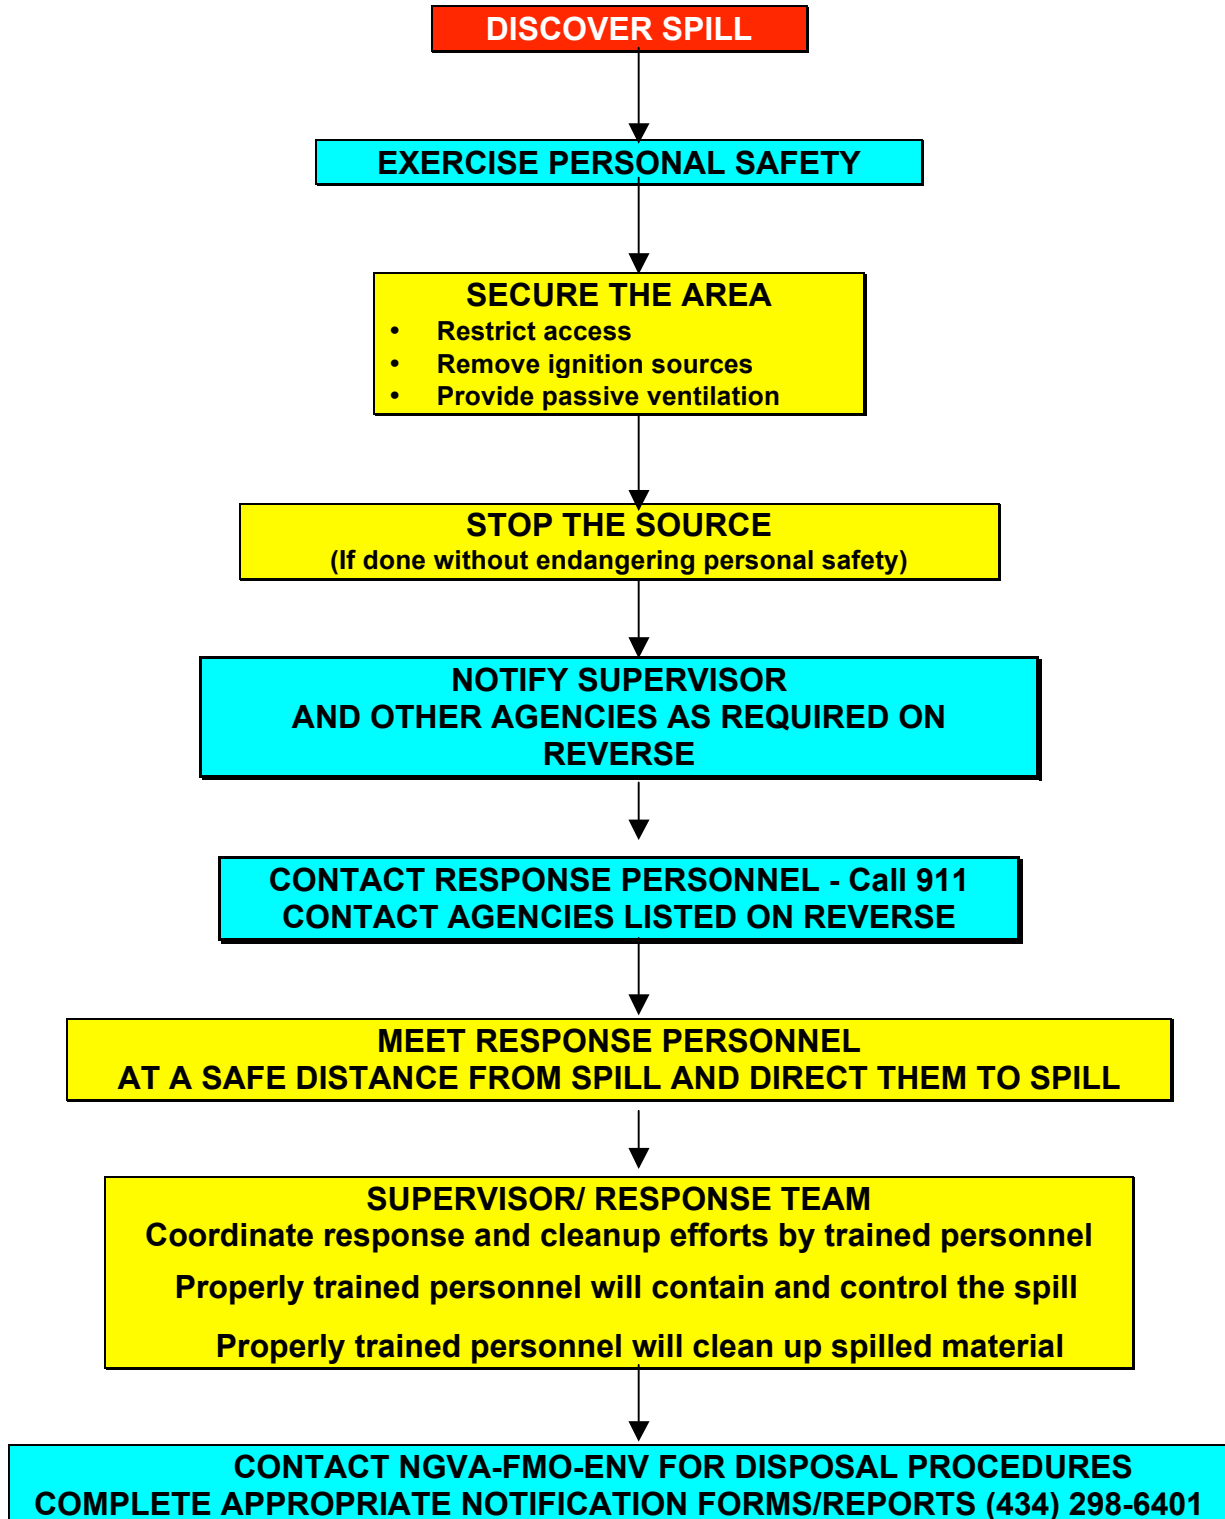 DISCOVER SPILL
EXERCISE PERSONAL SAFETY
SECURE THE AREA
• Restrict access
• Remove ignition sources
• Provide passive ventilation
STOP THE SOURCE
(If done without endangering personal safety)
NOTIFY SUPERVISOR
AND OTHER AGENCIES AS REQUIRED ON
REVERSE
CONTACT RESPONSE PERSONNEL - Call 911
CONTACT AGENCIES LISTED ON REVERSE
MEET RESPONSE PERSONNEL
AT A SAFE DISTANCE FROM SPILL AND DIRECT THEM TO SPILL
SUPERVISOR/ RESPONSE TEAM
Coordinate response and cleanup efforts by trained personnel
Properly trained personnel will contain and control the spill
Properly trained personnel will clean up spilled material
CONTACT NGVA-FMO-ENV FOR DISPOSAL PROCEDURES
COMPLETE APPROPRIATE NOTIFICATION FORMS/REPORTS (434) 298-6401